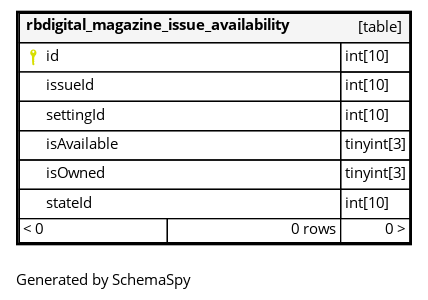 rbdigital_magazine_issue_availability [table]
id int[10]
issueId int[10]
settingId int[10]
isAvailable tinyint[3]
isOwned tinyint[3]
stateId int[10]
< 0 0 rows 0 >
Generated by SchemaSpy